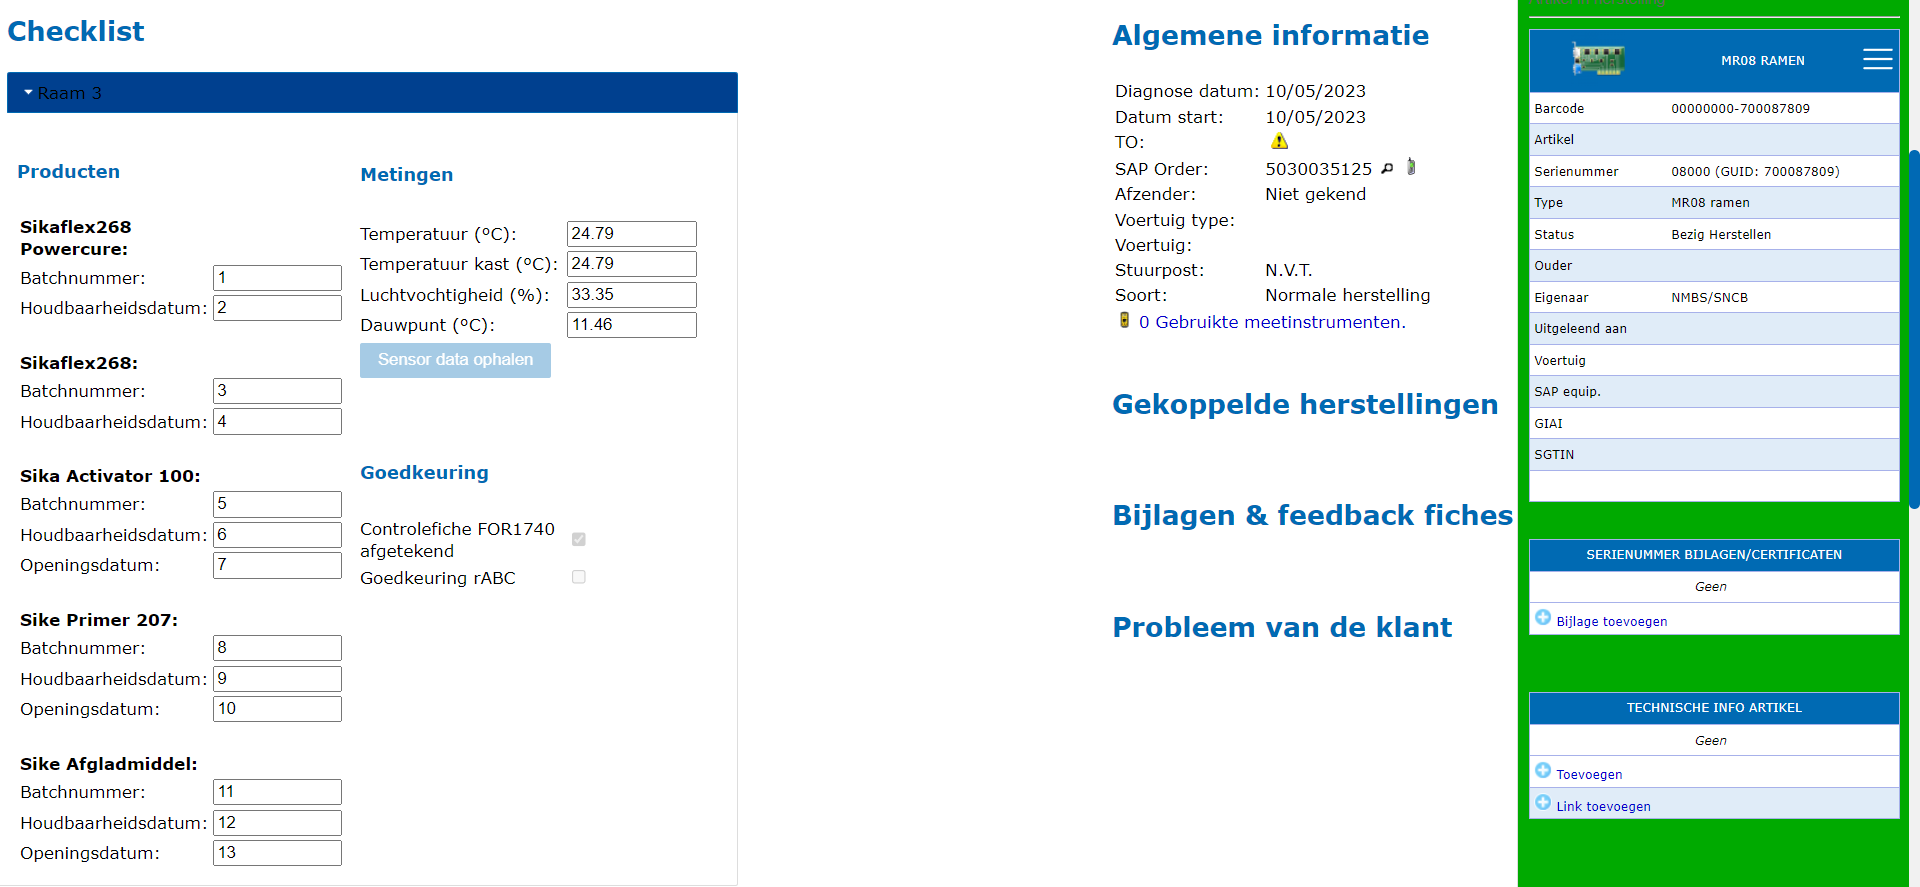 Checklist
Raam 3
Producten
Sikaflex268
Powercure:
Batchnummer: 1
Houdbaarheidsdatum: 2
Sikaflex268:
Batchnummer: 3
Houdbaarheidsdatum: 4
Sika Activator 100:
Batchnummer: 5
Houdbaarheidsdatum: 6
Openingsdatum: 7
Sike Primer 207:
Batchnummer: 8
Houdbaarheidsdatum: 9
Openingsdatum: 10
Sike Afgladmiddel:
Batchnummer: 11
Houdbaarheidsdatum: 12
Openingsdatum: 13
Metingen
Temperatuur (°C): 24.79
Temperatuur kast (°C): 24.79
Luchtvochtigheid (%): 33.35
Dauwpunt (°C): 11.46
Sensor data ophalen
Goedkeuring
Controlefiche FOR1740
afgetekend
Goedkeuring rABC
Algemene informatie
Diagnose datum: 10/05/2023
Datum start: 10/05/2023
TO:
SAP Order: 5030035125
Afzender: Niet gekend
Voertuig type:
Voertuig:
Stuurpost: N.V.T.
Soort: Normale herstelling
0 Gebruikte meetinstrumenten.
Gekoppelde herstellingen
Bijlagen & feedback fiches
Probleem van de klant
MR08 RAMEN
Barcode 00000000-700087809
Artikel
Serienummer 08000 (GUID: 700087809)
Type MR08 ramen
Status Bezig Herstellen
Ouder
Eigenaar NMBS/SNCB
Uitgeleend aan
Voertuig
SAP equip.
GIAI
SGTIN
SERIENUMMER BIJLAGEN/CERTIFICATEN
Geen
Bijlage toevoegen
TECHNISCHE INFO ARTIKEL
Geen
Toevoegen
Link toevoegen